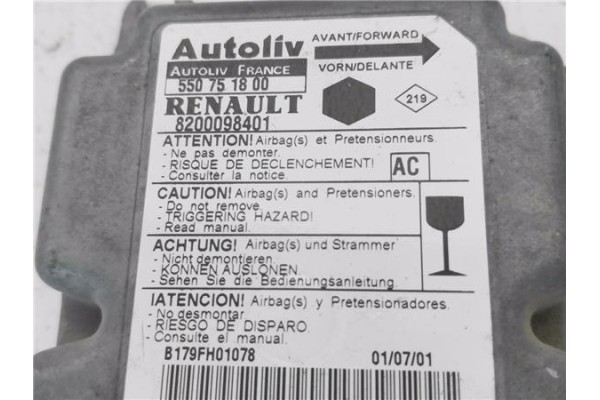 Autoliv
AVANT/FORWARD
AUTOLIV FRANCE
VORN/DELANTE
550 75 18 00
RENAULT
219
8200098401
ATTENTION! Airbag(s) et Pretensionneurs.
- Ne pas demonter.
- RISQUE DE DECLENCHEMENT!
- Consulter la notice.
AC
CAUTION! Airbag(s) and Pretensioners.
- Do not remove.
- TRIGGERING HAZARD!
- Read manual.
ACHTUNG! Airbag(s) und Strammer
- Nicht demontieren.
- KONNEN AUSLONEN.
- Sehen Sie die Bedienungsanleitung.
IATENCION! Airbag(s) y Pretensionadores.
- No desmontar
- RIESGO DE DISPARO.
- Consulte el manual.
B179FH01078
01/07/01